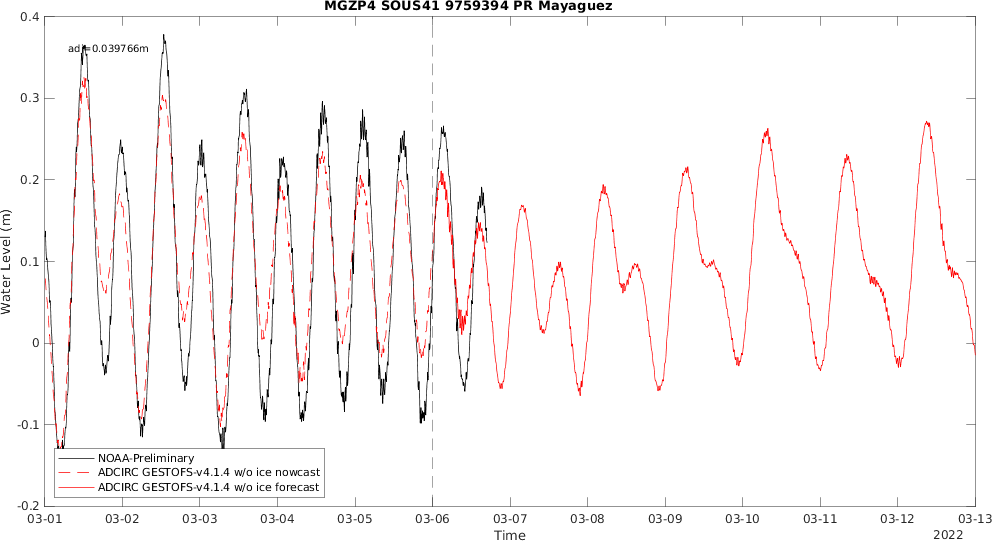 MGZP4 SOUS41 9759394 PR Mayaguez
0.4
adj=0.039766m
0.3
0.2
0.1
0
-0.1
-0.2
Water Level (m)
NOAA-Preliminary
ADCIRC GESTOFS-v4.1.4 w/o ice nowcast
ADCIRC GESTOFS-v4.1.4 w/o ice forecast
03-01 03-02 03-03 03-04 03-05 03-06 03-07 03-08 03-09 03-10 03-11 03-12 03-13
Time
2022